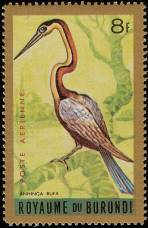 8F
POSTE AERIENNE
ANHINGA RUFA
ROYAUME DU BURUNDI